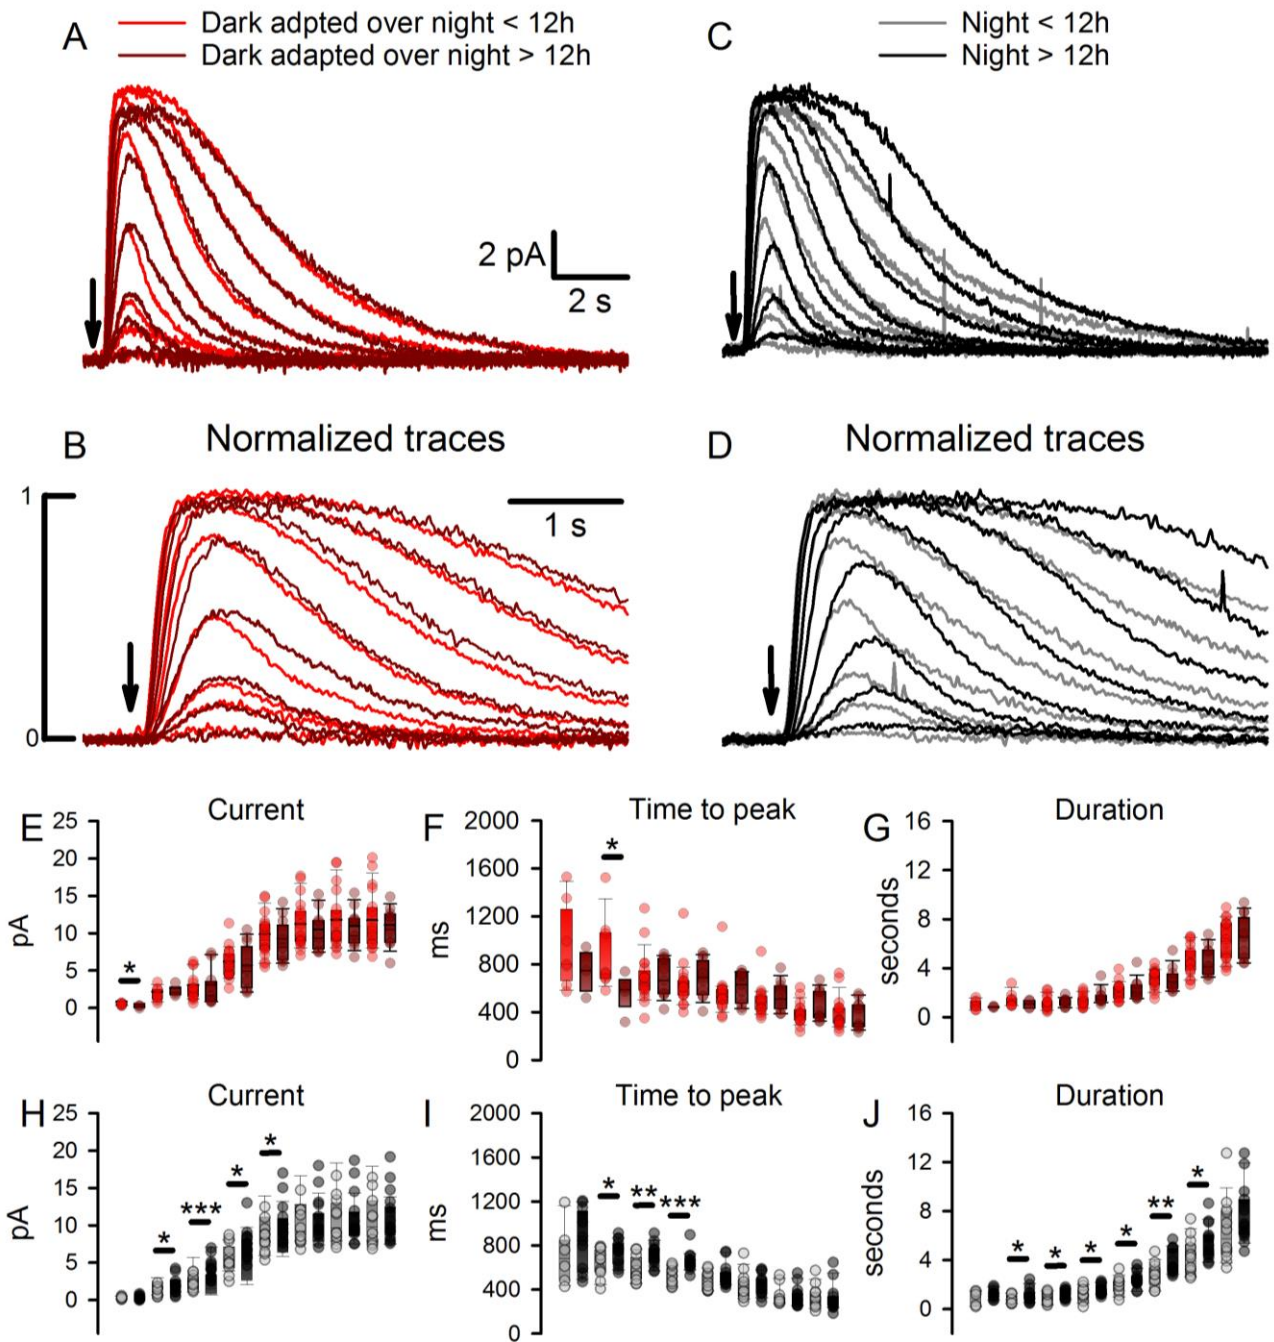 A
Dark adpted over night < 12h
Dark adapted over night > 12h
C
Night < 12h
Night > 12h
2 pA
2 s
B
Normalized traces
1
1 s
0
D
Normalized traces
E
Current
25
20
15
10
5
0
pA
*
F
Time to peak
2000
1600
1200
800
400
0
ms
*
G
Duration
16
12
8
4
0
seconds
H
Current
25
20
15
10
5
0
pA
*
***
*
*
I
Time to peak
2000
1600
1200
800
400
0
ms
*
**
***
J
Duration
16
12
8
4
0
seconds
*
*
*
*
**
*